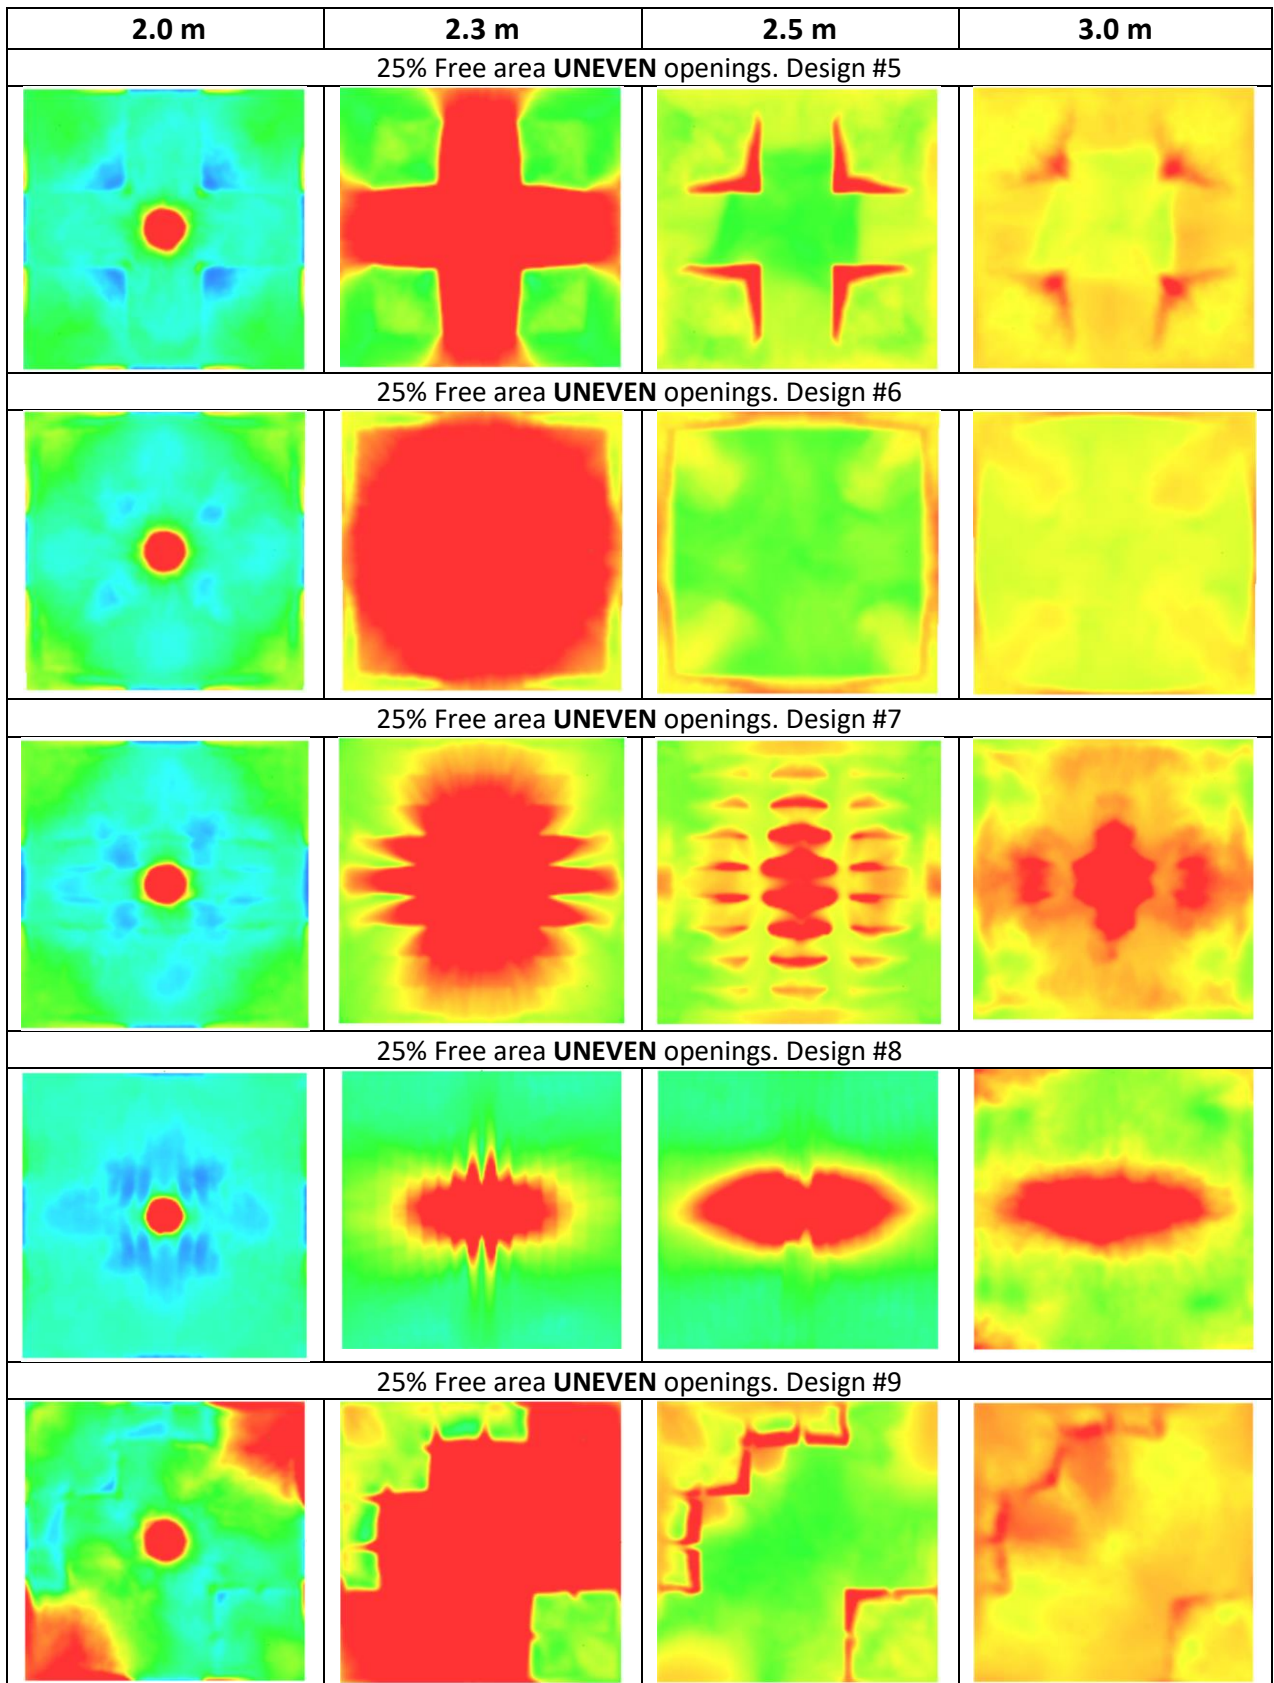 2.0 m 2.3 m 2.5 m 3.0 m
25% Free area UNEVEN openings. Design #5
25% Free area UNEVEN openings. Design #6
25% Free area UNEVEN openings. Design #7
25% Free area UNEVEN openings. Design #8
25% Free area UNEVEN openings. Design #9